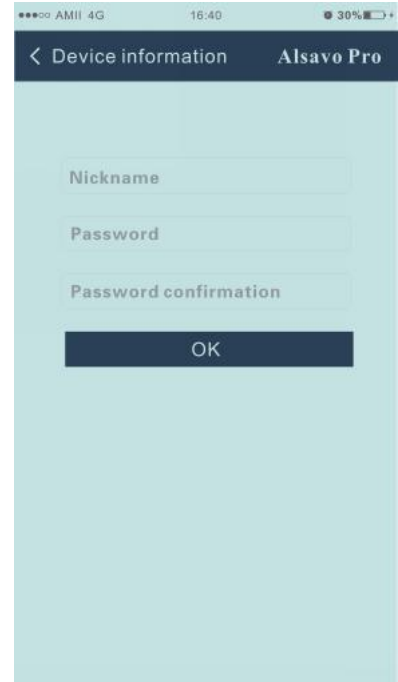 ●●●○○ AMII 4G 16:40 30%
< Device information Alsavo Pro
Nickname
Password
Password confirmation
OK